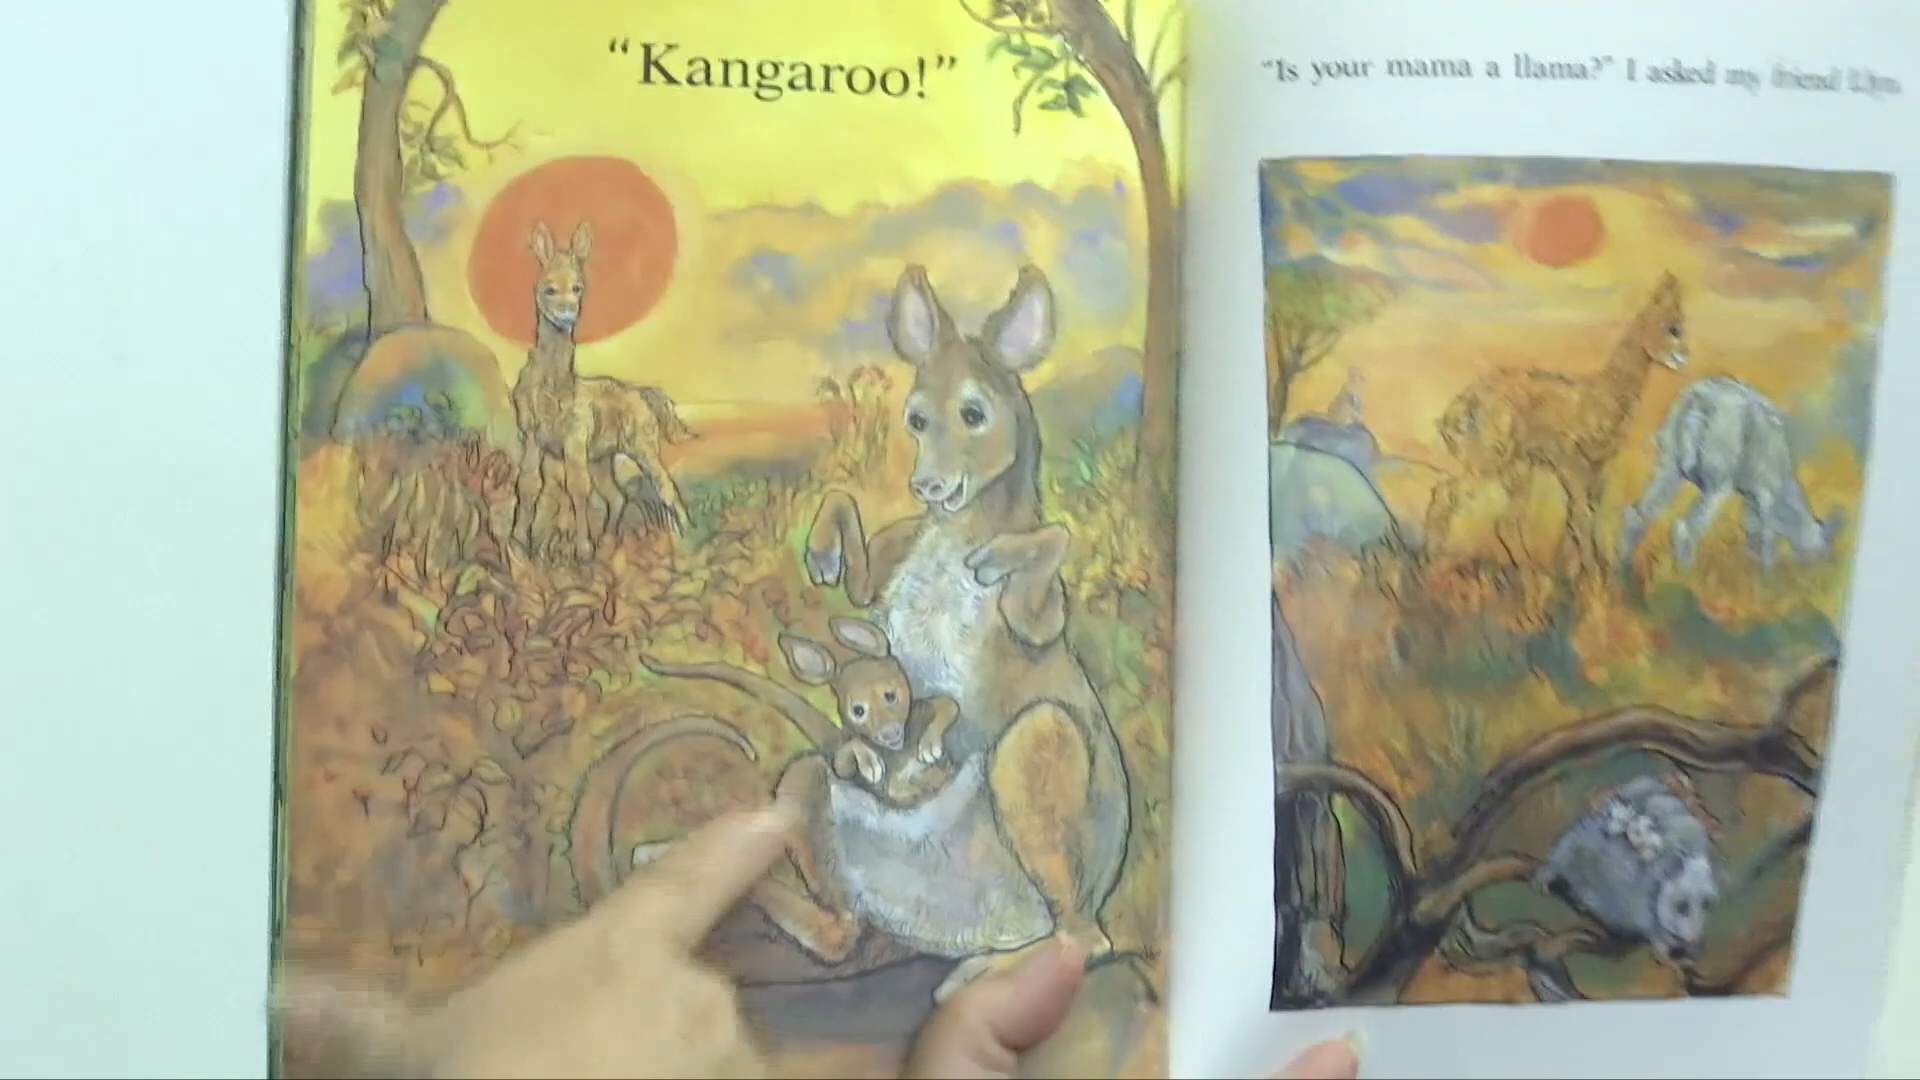 “Kangaroo!”
“Is your mama a llama?” I asked my friend